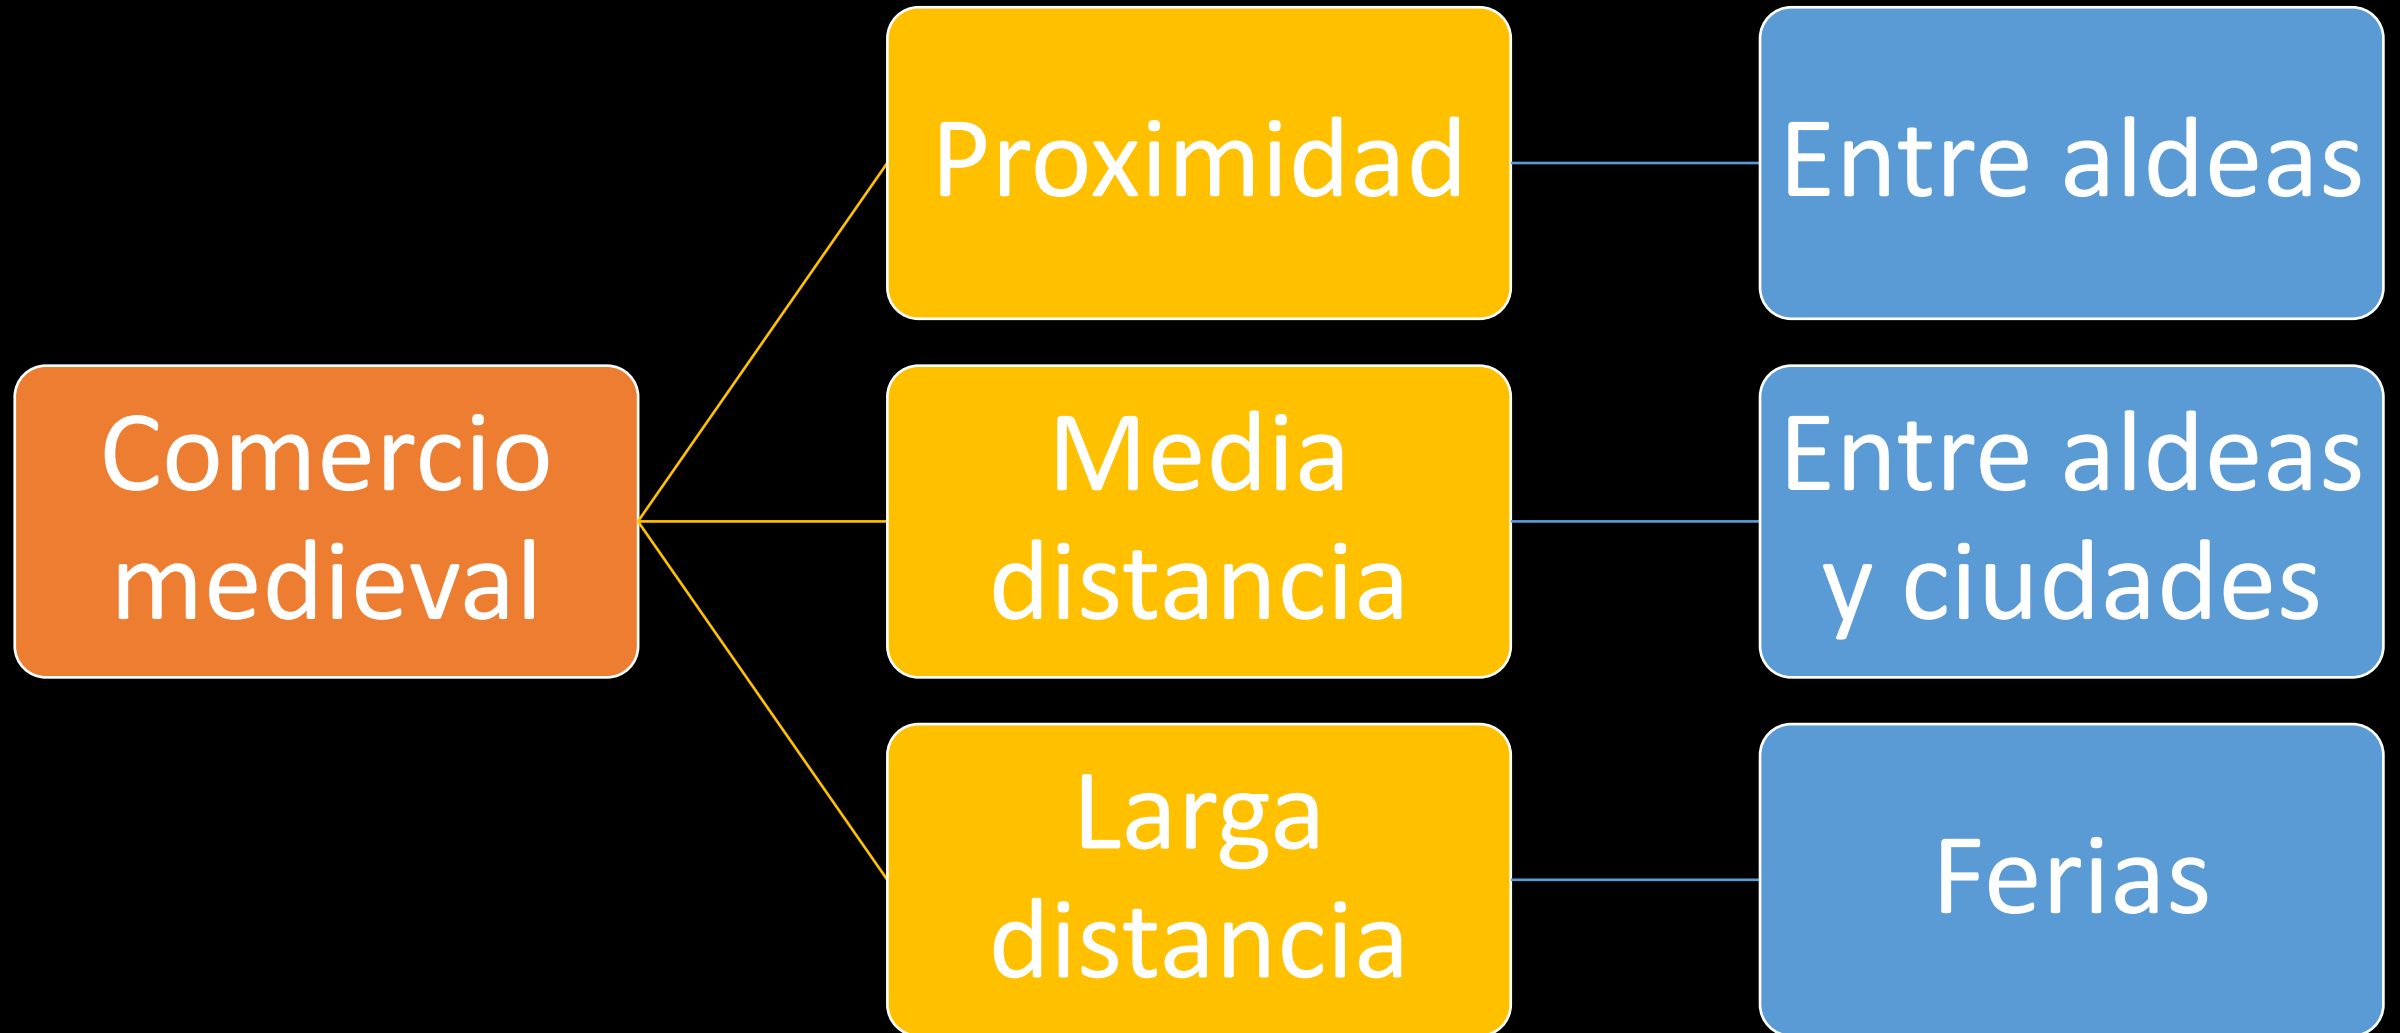 Comercio
medieval
Proximidad
Entre aldeas
Media
distancia
Entre aldeas
y ciudades
Larga
distancia
Ferias